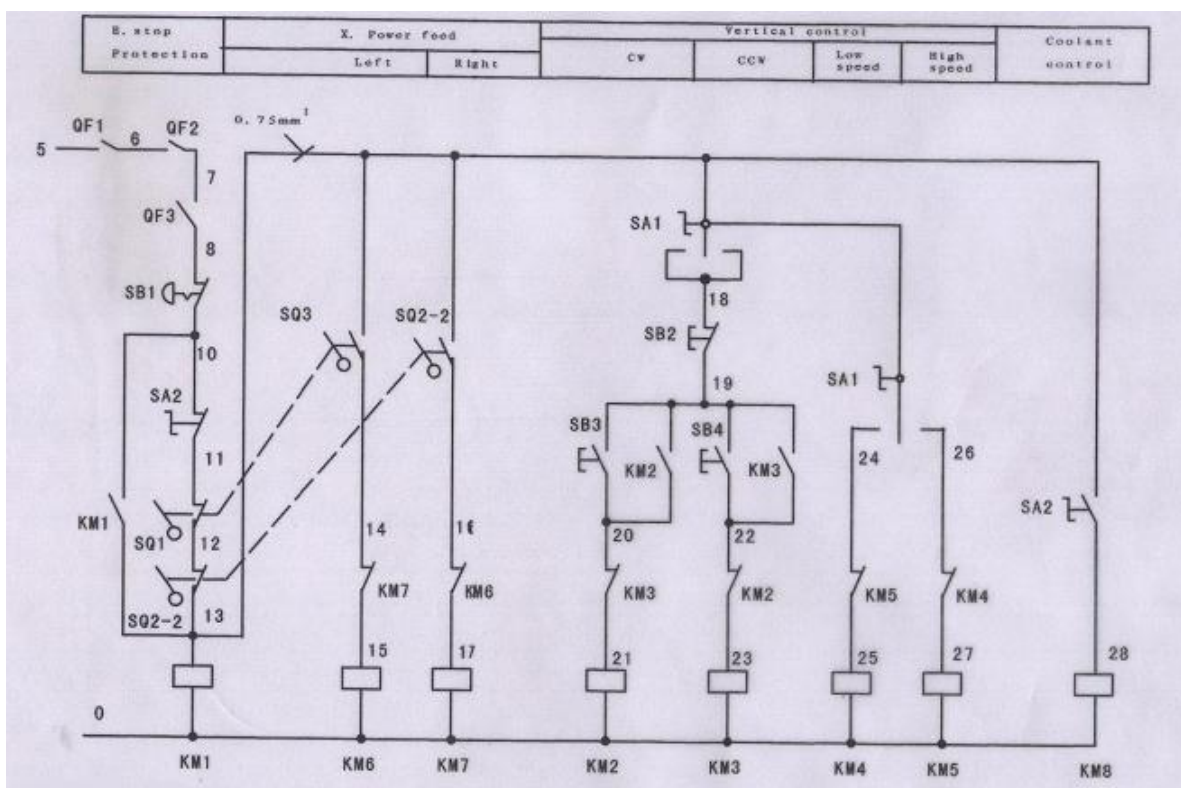 E. stop X. Power feed Vertical control Coolant
Protection Left Right CW CCW Low speed High speed control
0.75mm²
QF1 6 QF2
5
7
QF3
8
SA1
SB1
18
SQ3 SQ2-2 SB2
10
SA2 19 SA1
SB3 SB4
11 KM2 KM3 24 26
KM1 SQ1 SA2
12 14 16 20 22
SQ2-2 13 KM7 KM6 KM3 KM2 KM5 KM4
15 17 21 23 25 27 28
0
KM1 KM6 KM7 KM2 KM3 KM4 KM5 KM8